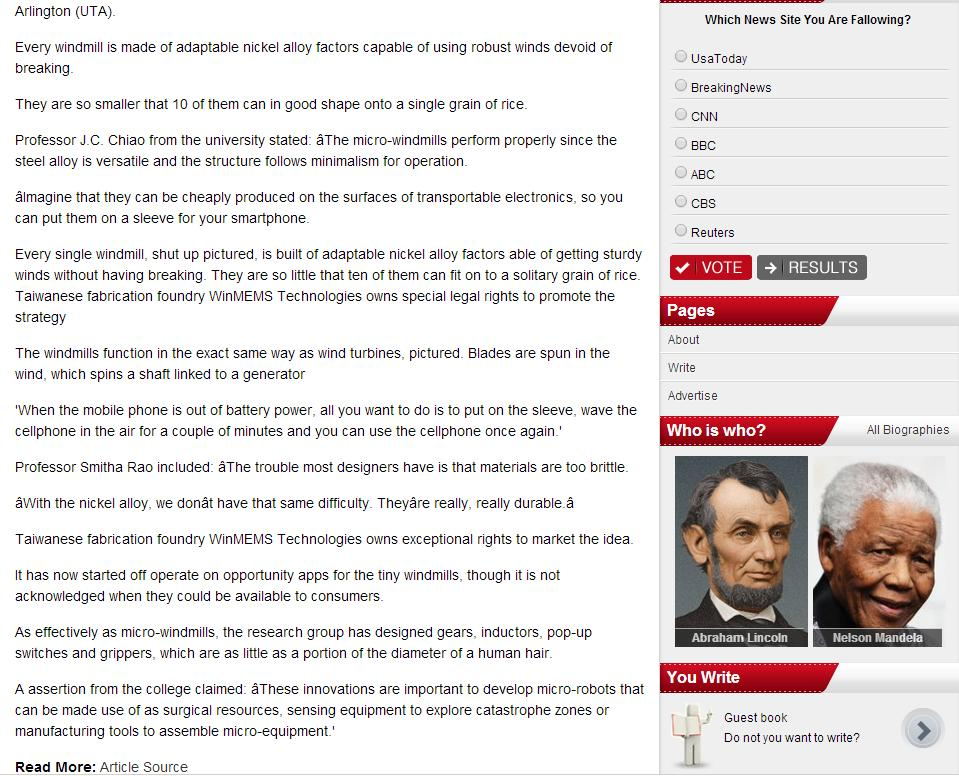 Arlington (UTA).
Every windmill is made of adaptable nickel alloy factors capable of using robust winds devoid of
breaking.
They are so smaller that 10 of them can in good shape onto a single grain of rice.
Professor J.C. Chiao from the university stated: âThe micro-windmills perform properly since the
steel alloy is versatile and the structure follows minimalism for operation.
âImagine that they can be cheaply produced on the surfaces of transportable electronics, so you
can put them on a sleeve for your smartphone.
Every single windmill, shut up pictured, is built of adaptable nickel alloy factors able of getting sturdy
winds without having breaking. They are so little that ten of them can fit on to a solitary grain of rice.
Taiwanese fabrication foundry WinMEMS Technologies owns special legal rights to promote the
strategy
The windmills function in the exact same way as wind turbines, pictured. Blades are spun in the
wind, which spins a shaft linked to a generator
'When the mobile phone is out of battery power, all you want to do is to put on the sleeve, wave the
cellphone in the air for a couple of minutes and you can use the cellphone once again.'
Professor Smitha Rao included: âThe trouble most designers have is that materials are too brittle.
âWith the nickel alloy, we donât have that same difficulty. Theyâre really, really durable.â
Taiwanese fabrication foundry WinMEMS Technologies owns exceptional rights to market the idea.
It has now started off operate on opportunity apps for the tiny windmills, though it is not
acknowledged when they could be available to consumers.
As effectively as micro-windmills, the research group has designed gears, inductors, pop-up
switches and grippers, which are as little as a portion of the diameter of a human hair.
A assertion from the college claimed: âThese innovations are important to develop micro-robots that
can be made use of as surgical resources, sensing equipment to explore catastrophe zones or
manufacturing tools to assemble micro-equipment.'
Read More: Article Source
Which News Site You Are Fallowing?
UsaToday
BreakingNews
CNN
BBC
ABC
CBS
Reuters
VOTE RESULTS
Pages
About
Write
Advertise
Who is who? All Biographies
Abraham Lincoln Nelson Mandela
You Write
Guest book
Do not you want to write?